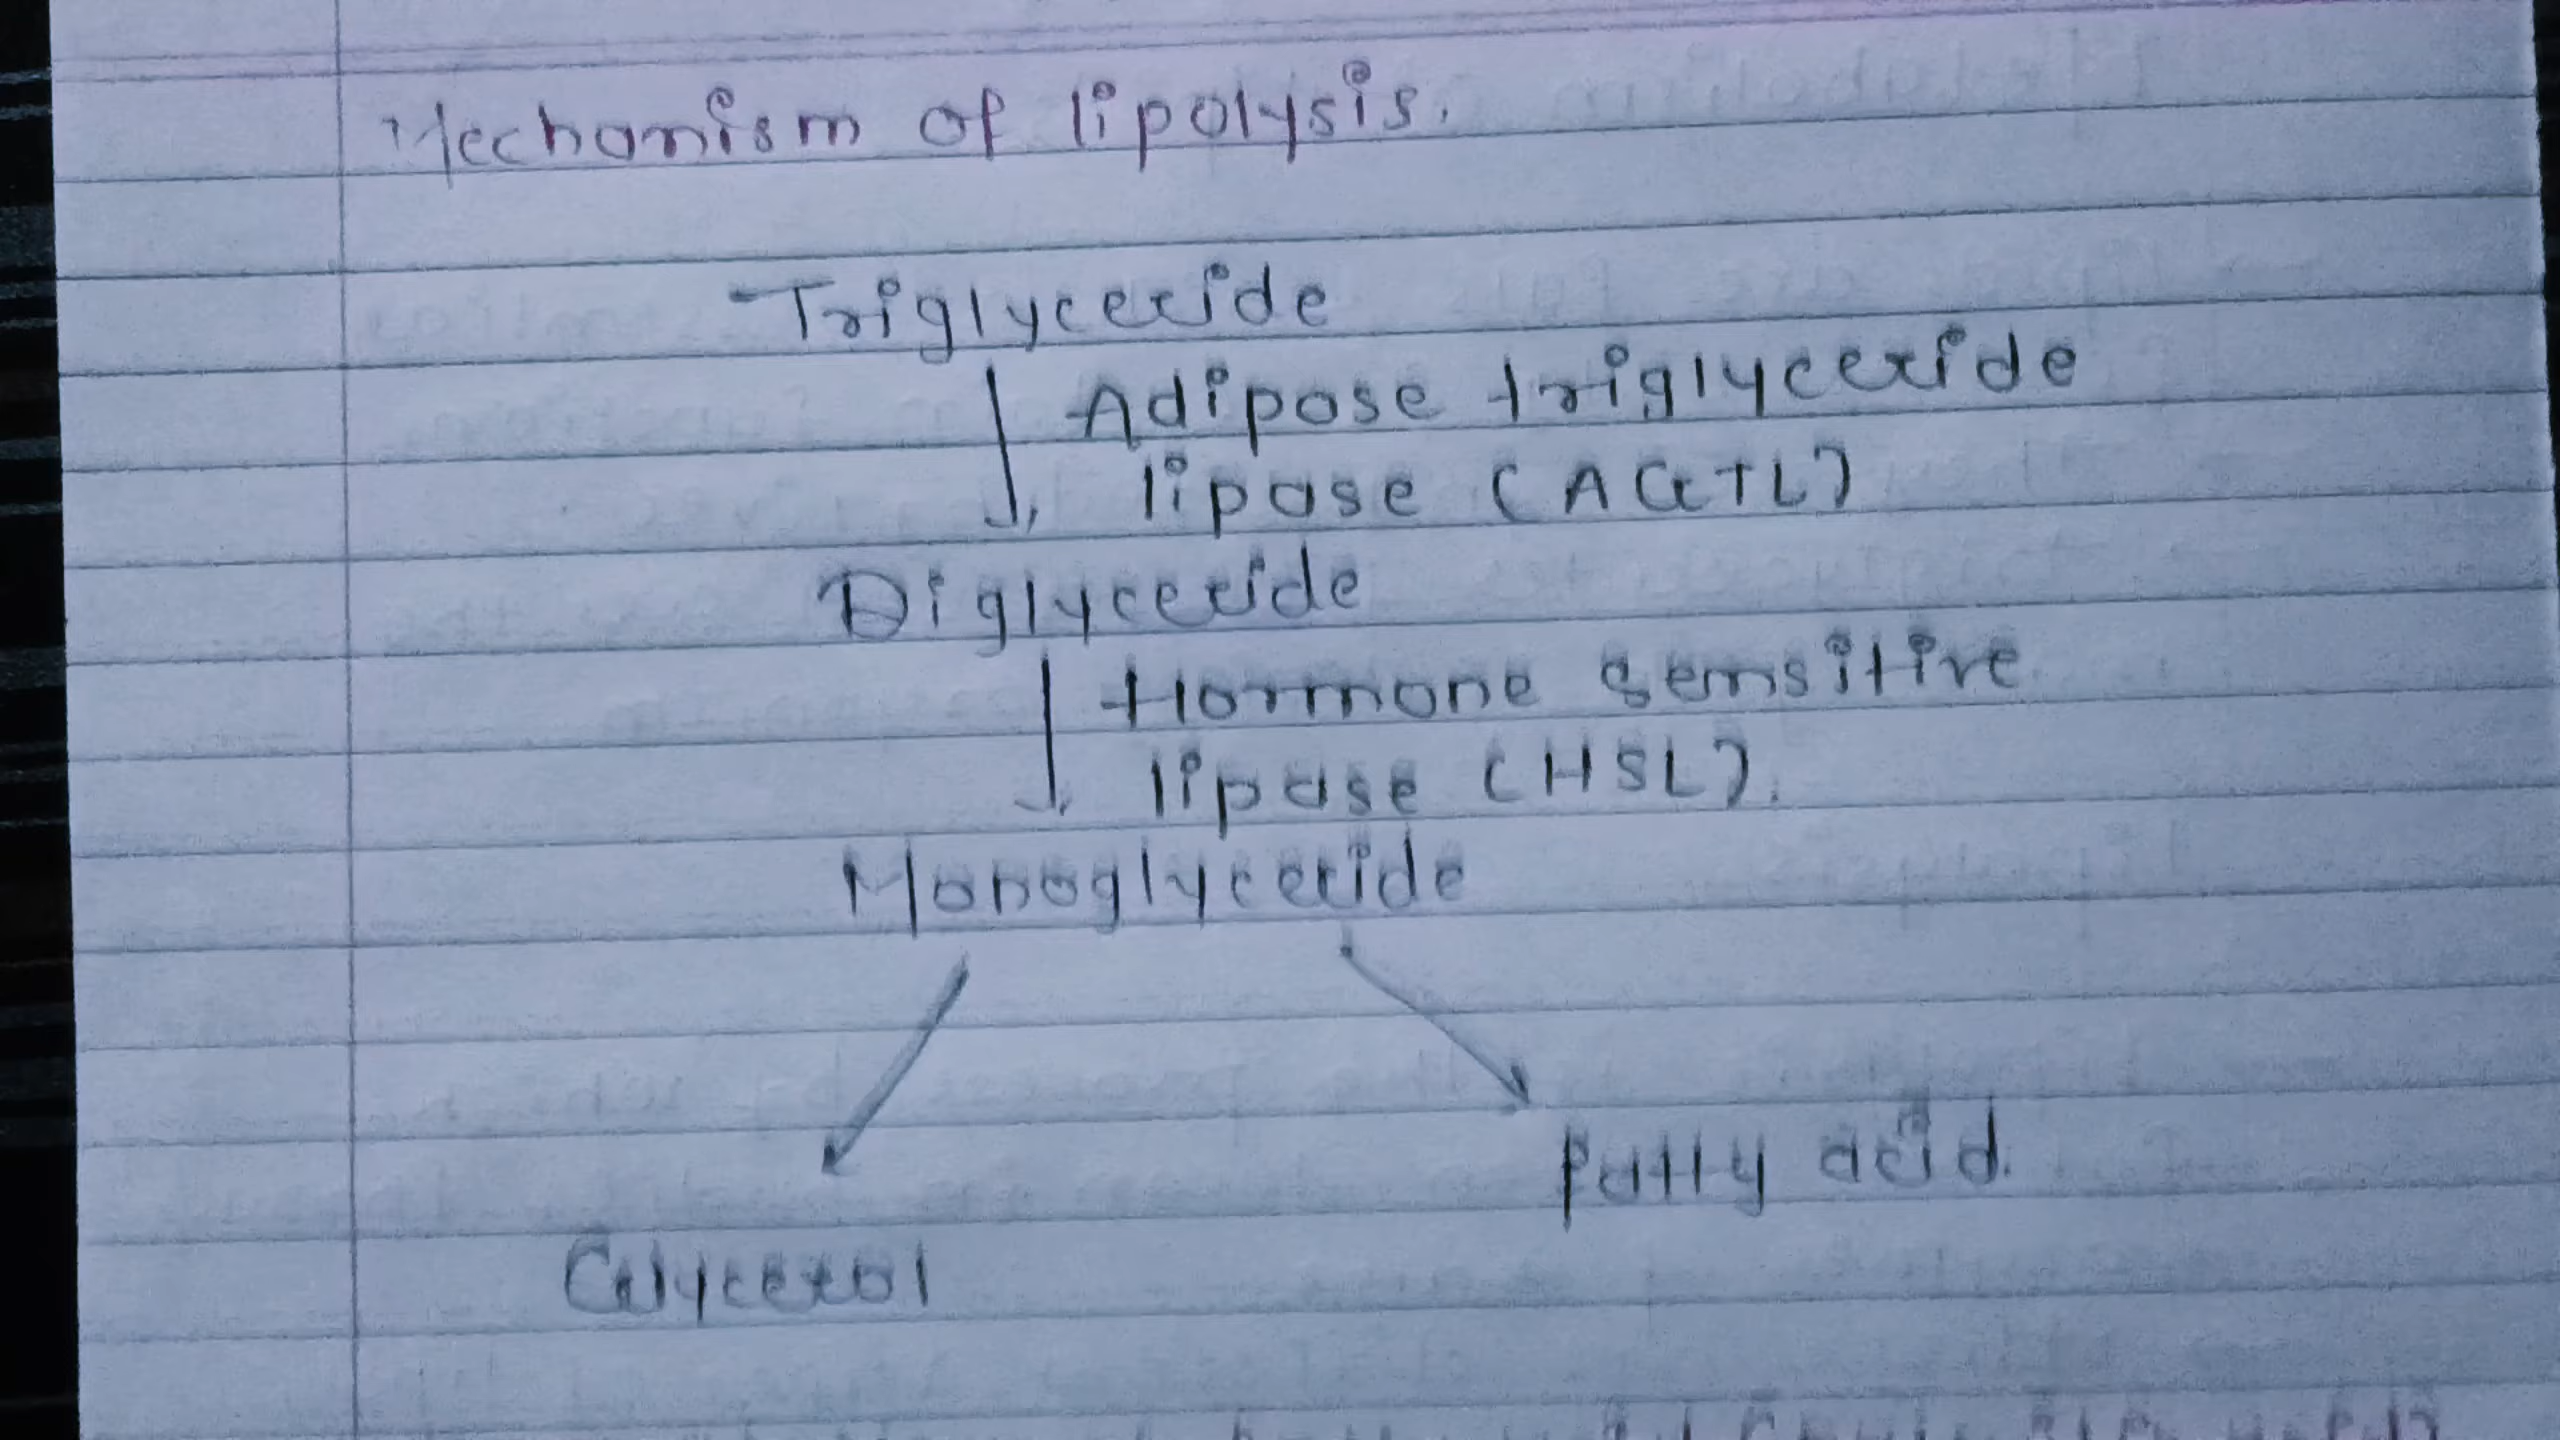 Mechanism of lipolysis.
Triglyceride
Adipose triglyceride
lipase (AGTL)
Diglyceride
Hormone sensitive
lipase (HSL).
Monoglyceride
fatty acid.
Glycerol